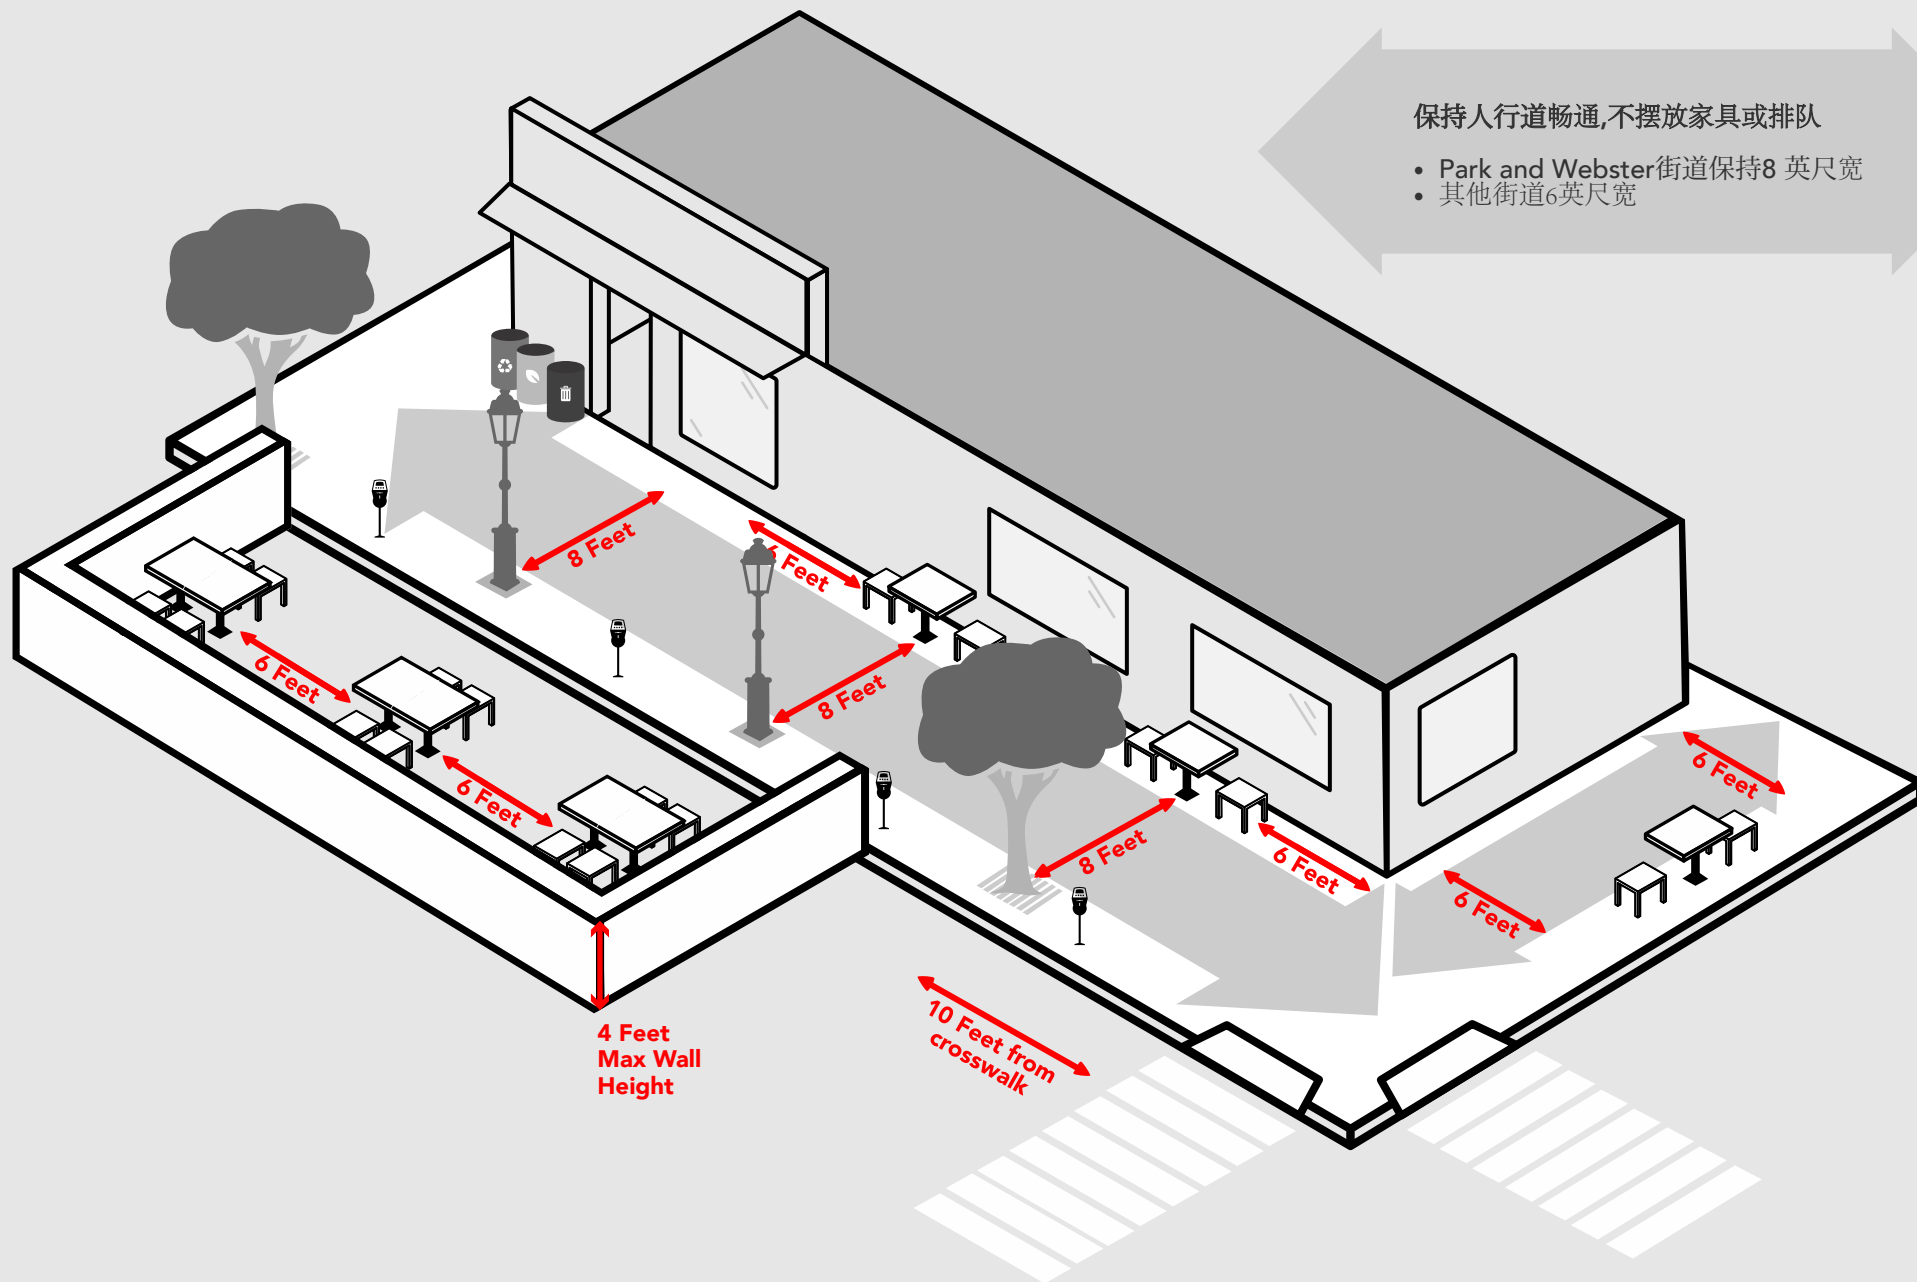 保持人行道畅通,不摆放家具或排队
• Park and Webster街道保持8 英尺宽
• 其他街道6英尺宽
8 Feet
6 Feet
8 Feet
6 Feet
6 Feet
6 Feet
8 Feet
6 Feet
6 Feet
4 Feet
Max Wall
Height
10 Feet from
crosswalk